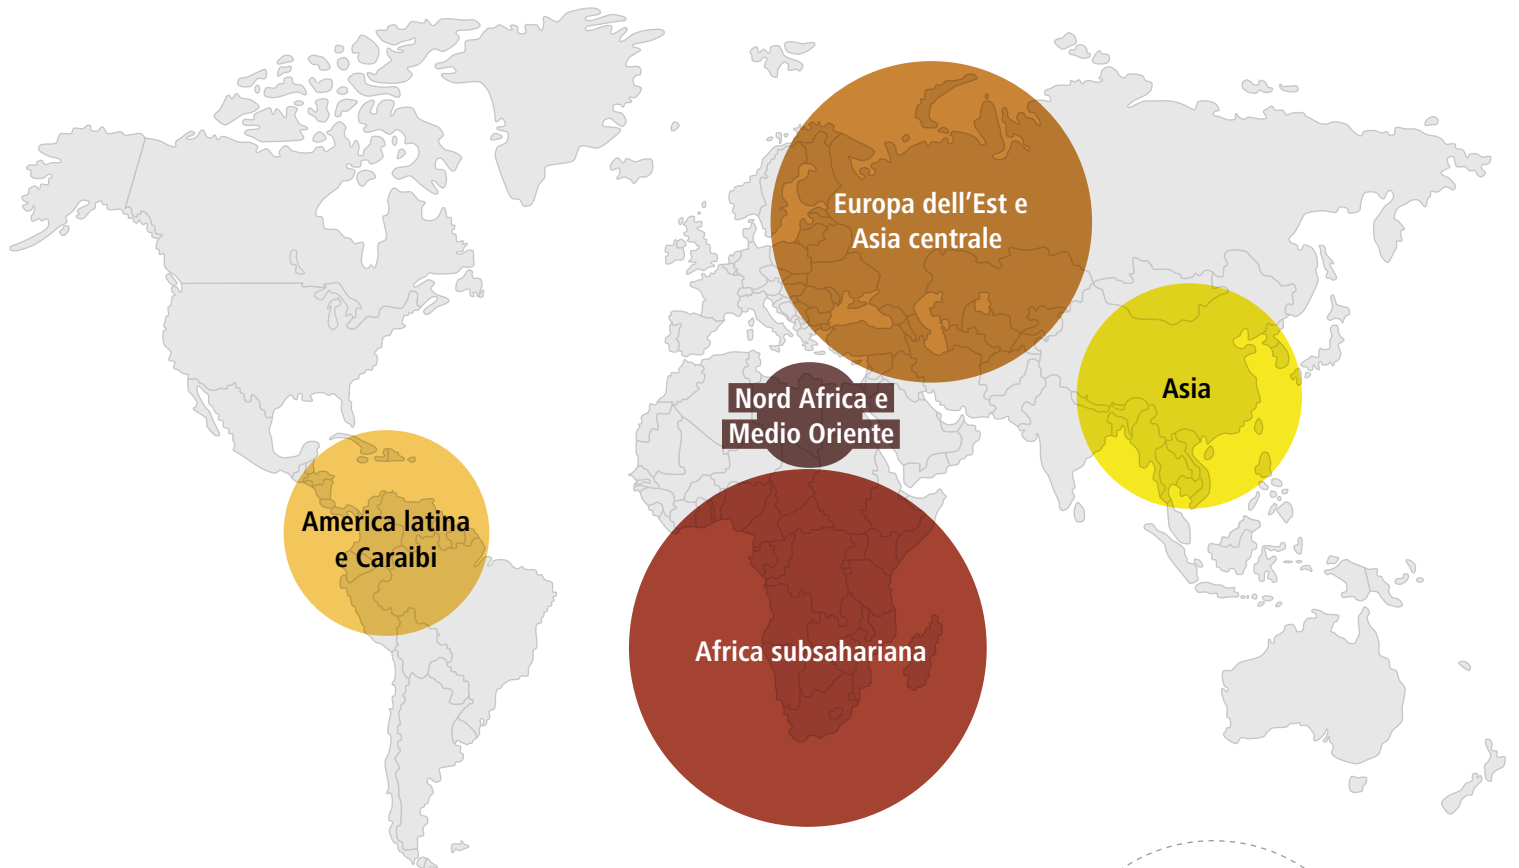 Europa dell’Est e
Asia centrale
Asia
Nord Africa e
Medio Oriente
America latina
e Caraibi
Africa subsahariana